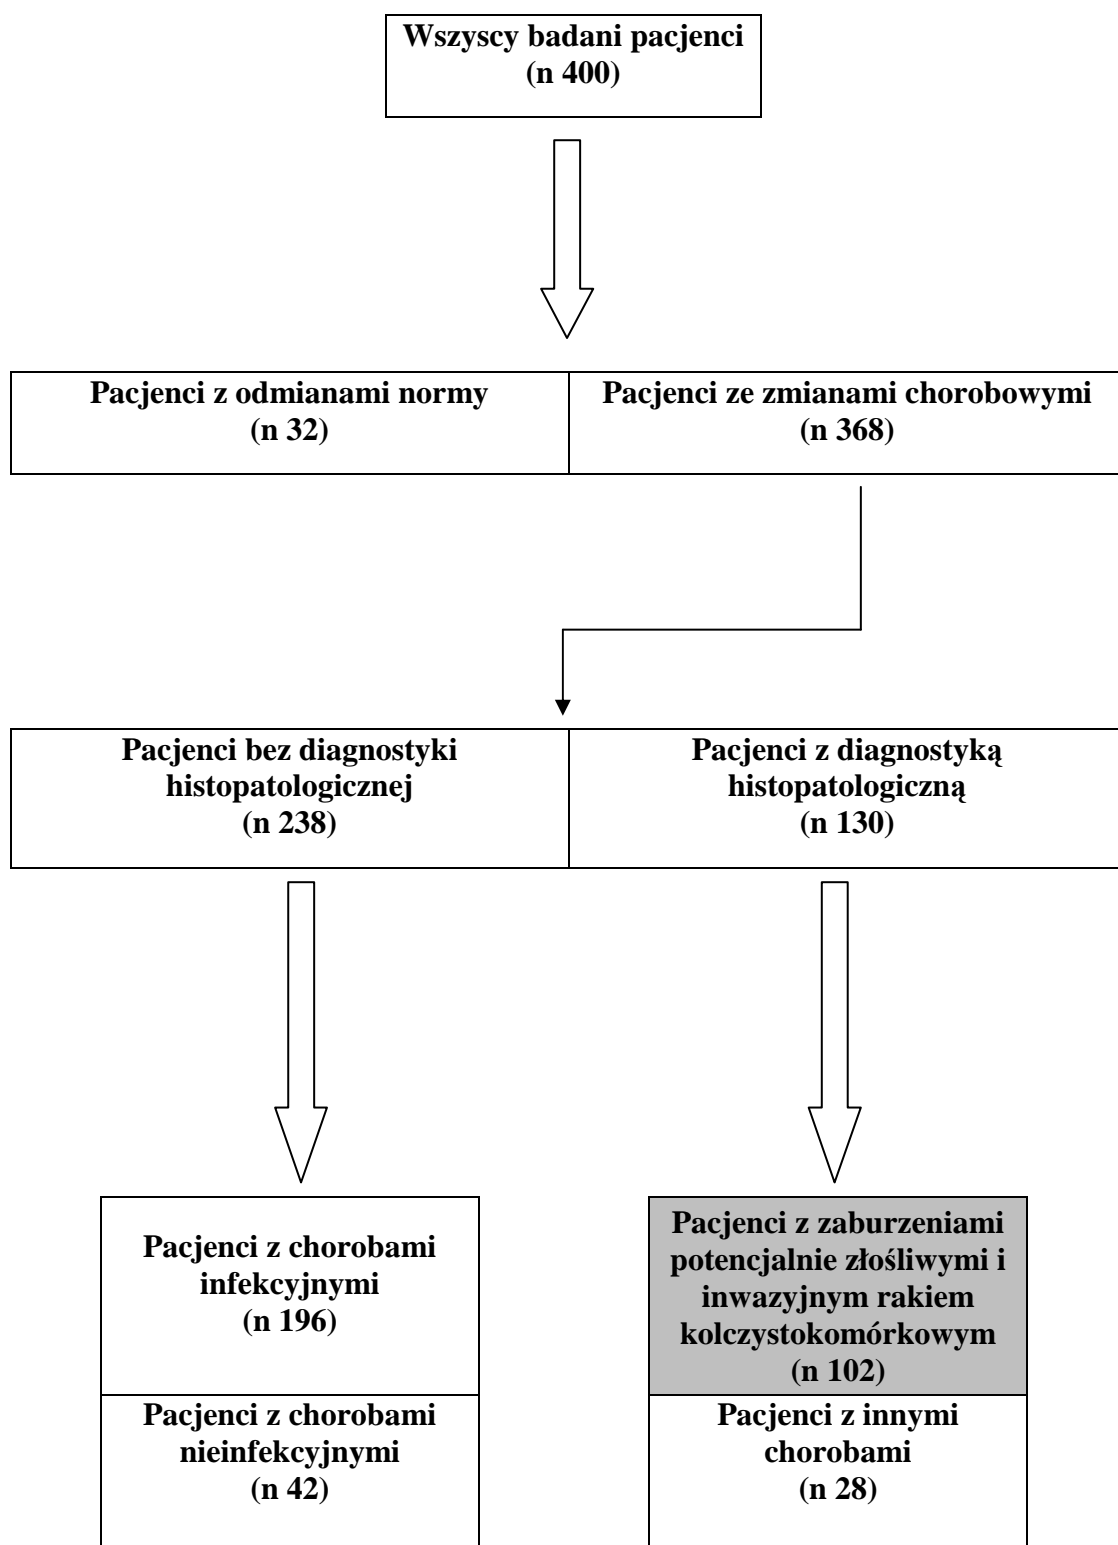 Wszyscy badani pacjenci
(n 400)
Pacjenci z odmianami normy
(n 32)
Pacjenci ze zmianami chorobowymi
(n 368)
Pacjenci bez diagnostyki
histopatologicznej
(n 238)
Pacjenci z diagnostyką
histopatologiczną
(n 130)
Pacjenci z chorobami
infekcyjnymi
(n 196)
Pacjenci z chorobami
nieinfekcyjnymi
(n 42)
Pacjenci z zaburzeniami
potencjalnie złośliwymi i
inwazyjnym rakiem
kolczystokomórkowym
(n 102)
Pacjenci z innymi
chorobami
(n 28)